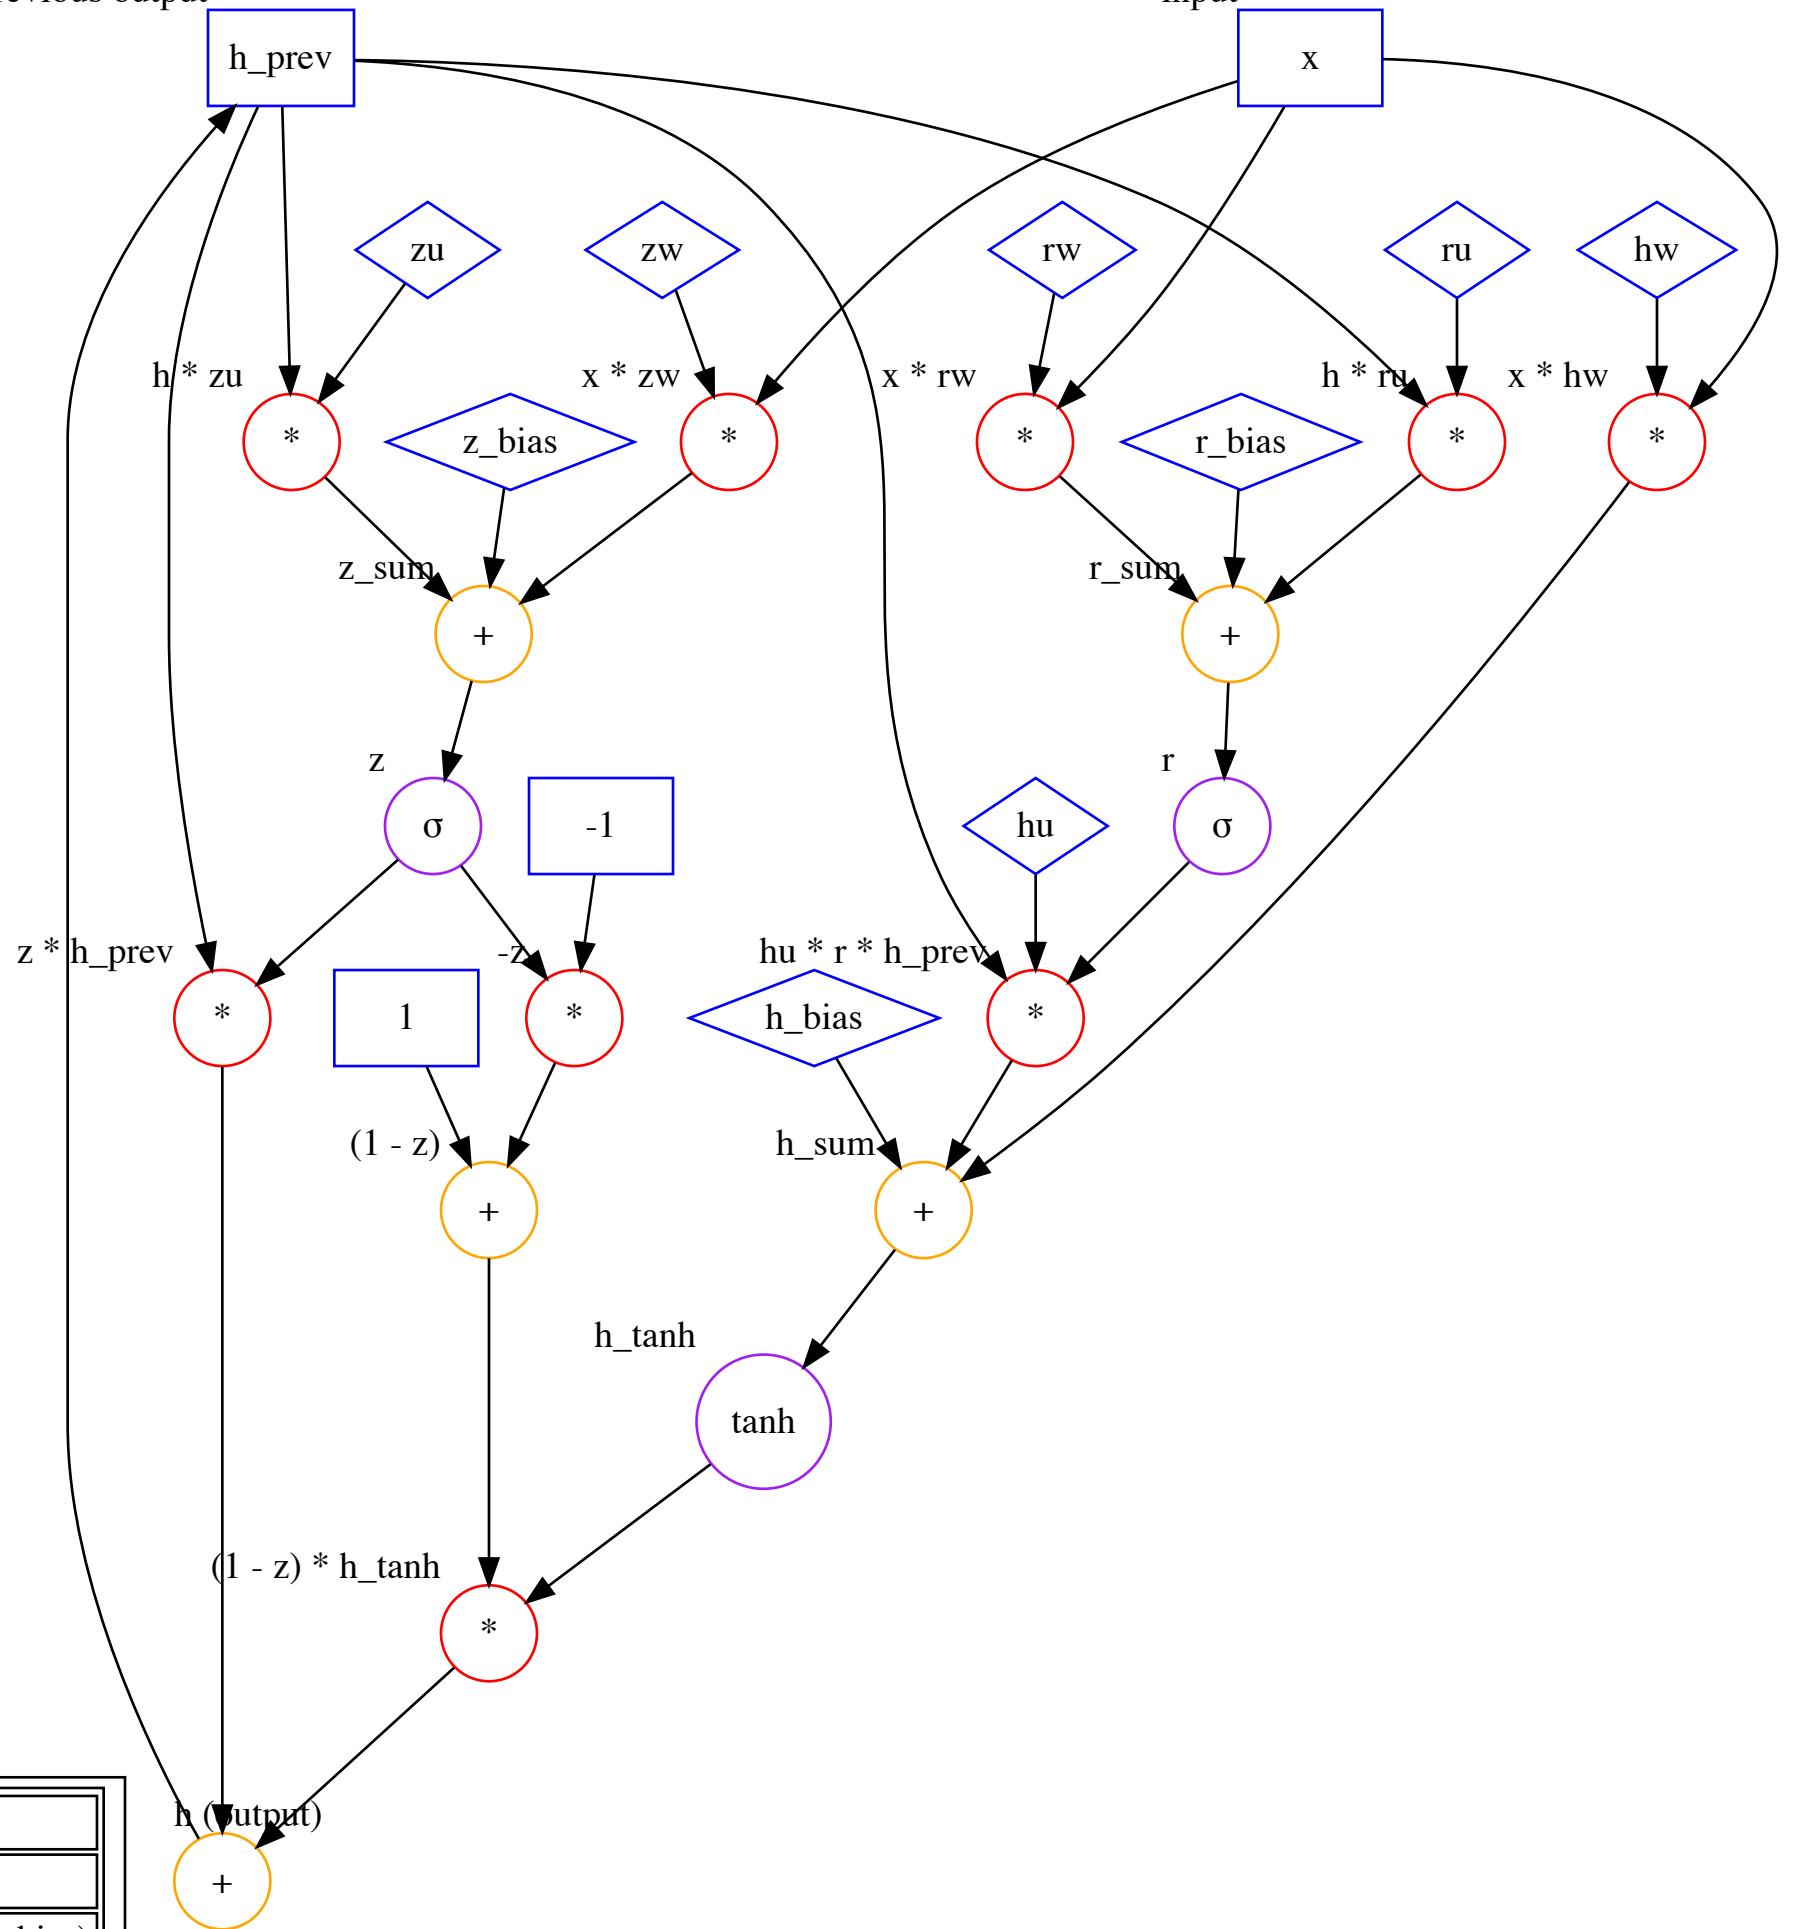 output
h_prev
x
zu
zw
rw
ru
hw
h * zu
x * zw
x * rw
h * ru
x * hw
*
z_bias
*
*
r_bias
*
*
z_sum
r_sum
+
+
z
r
σ
-1
hu
σ
z * h_prev
-z
hu * r * h_prev
*
1
*
h_bias
*
(1 - z)
h_sum
+
+
h_tanh
tanh
(1 - z) * h_tanh
*
h (output)
+